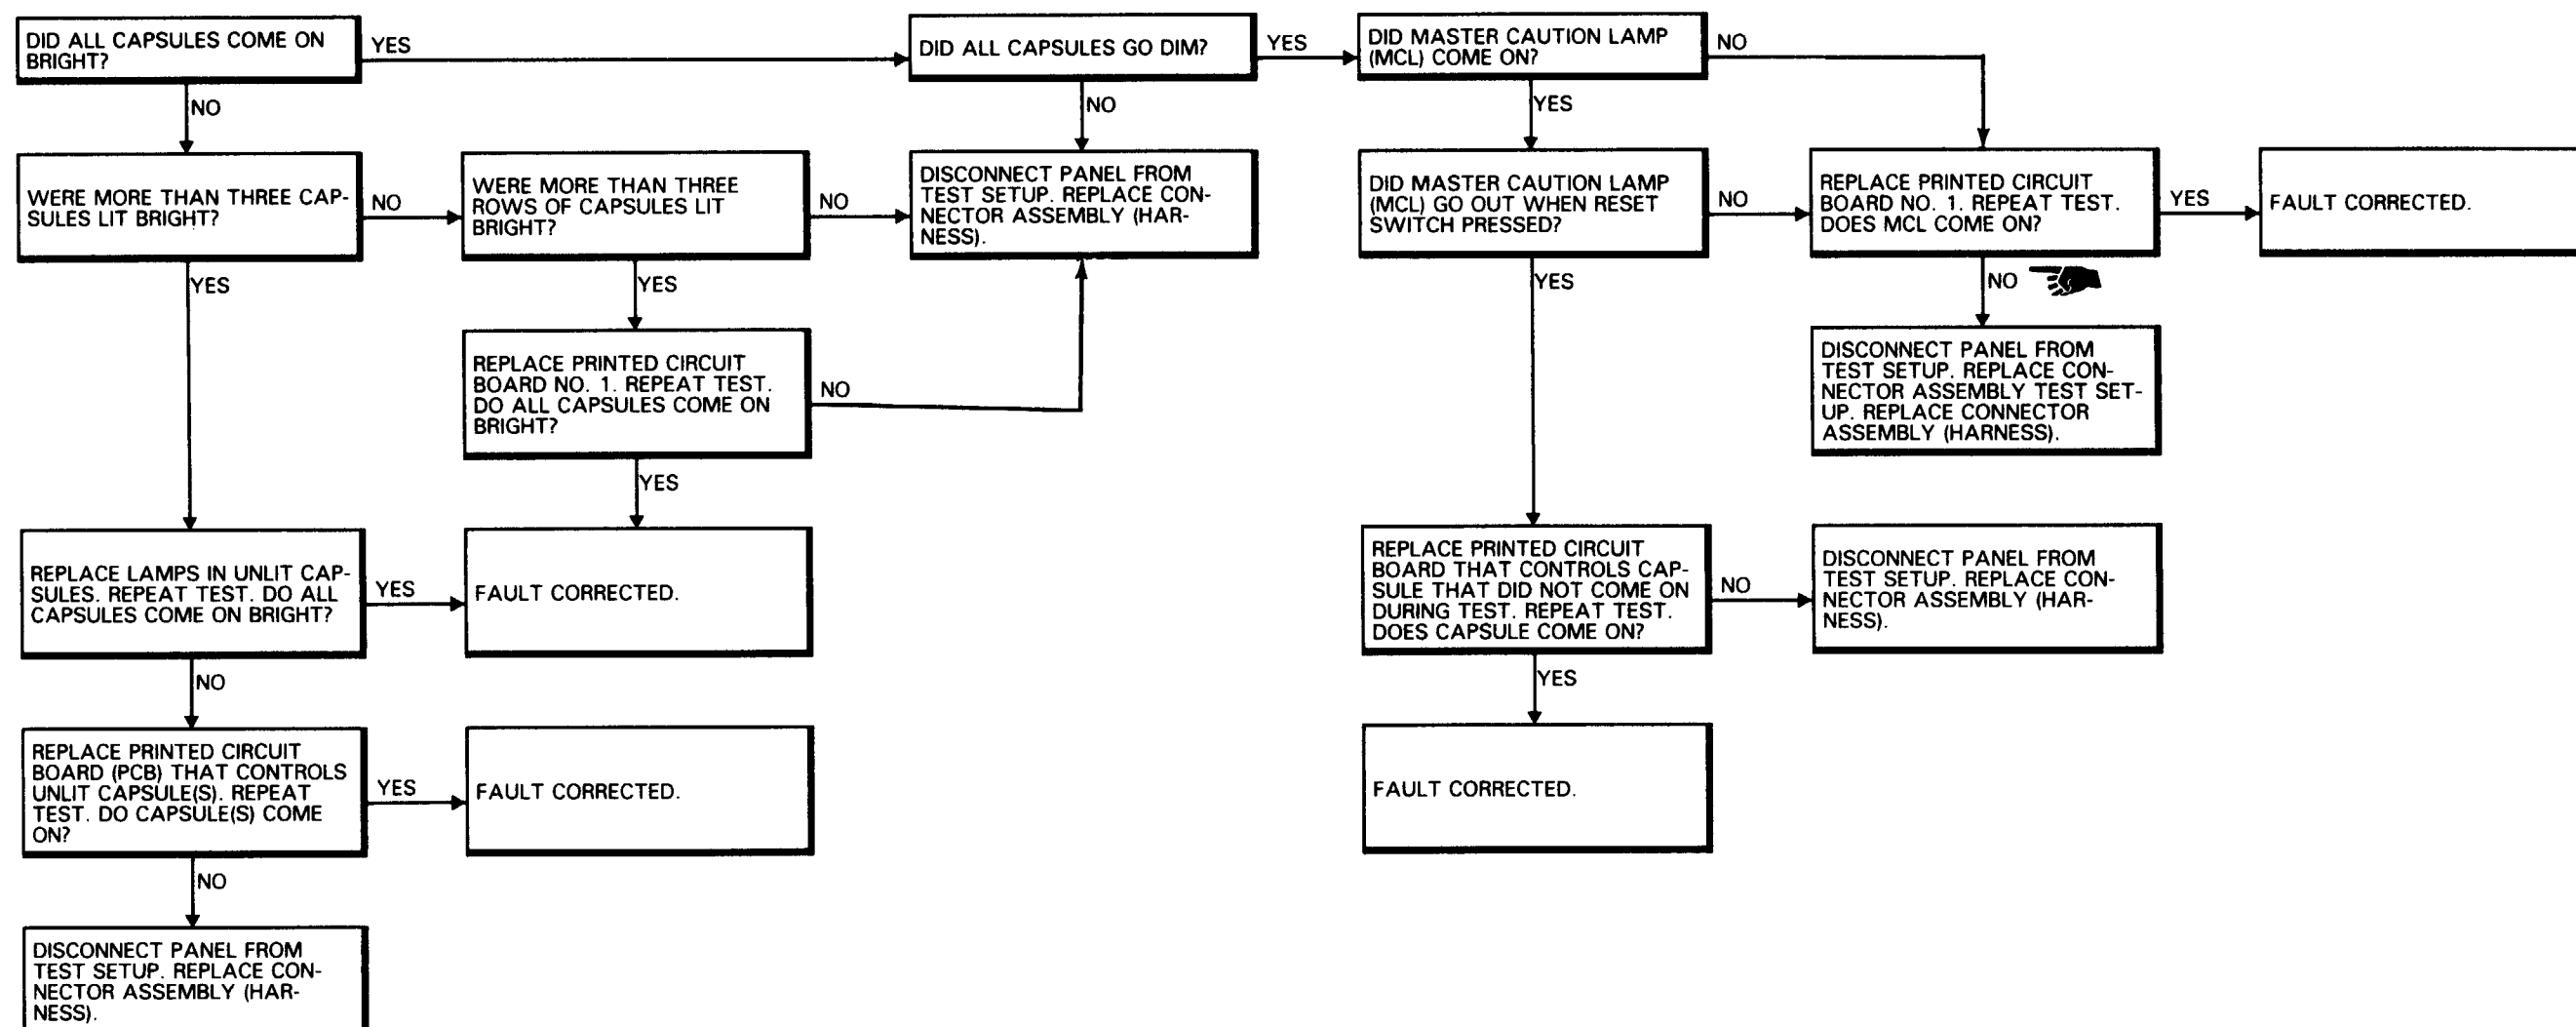 DID ALL CAPSULES COME ON
BRIGHT?
YES
DID ALL CAPSULES GO DIM?
YES
DID MASTER CAUTION LAMP
(MCL) COME ON?
NO
NO
NO
YES
WERE MORE THAN THREE CAP-
SULES LIT BRIGHT?
NO
WERE MORE THAN THREE
ROWS OF CAPSULES LIT
BRIGHT?
NO
DISCONNECT PANEL FROM
TEST SETUP. REPLACE CON-
NECTOR ASSEMBLY (HAR-
NESS).
DID MASTER CAUTION LAMP
(MCL) GO OUT WHEN RESET
SWITCH PRESSED?
NO
REPLACE PRINTED CIRCUIT
BOARD NO. 1. REPEAT TEST.
DOES MCL COME ON?
YES
FAULT CORRECTED.
YES
YES
YES
NO
REPLACE PRINTED CIRCUIT
BOARD NO. 1. REPEAT TEST.
DO ALL CAPSULES COME ON
BRIGHT?
NO
DISCONNECT PANEL FROM
TEST SETUP. REPLACE CON-
NECTOR ASSEMBLY TEST SET-
UP. REPLACE CONNECTOR
ASSEMBLY (HARNESS).
YES
REPLACE LAMPS IN UNLIT CAP-
SULES. REPEAT TEST. DO ALL
CAPSULES COME ON BRIGHT?
YES
FAULT CORRECTED.
REPLACE PRINTED CIRCUIT
BOARD THAT CONTROLS CAP-
SULE THAT DID NOT COME ON
DURING TEST. REPEAT TEST.
DOES CAPSULE COME ON?
NO
DISCONNECT PANEL FROM
TEST SETUP. REPLACE CON-
NECTOR ASSEMBLY (HAR-
NESS).
NO
YES
REPLACE PRINTED CIRCUIT
BOARD (PCB) THAT CONTROLS
UNLIT CAPSULE(S). REPEAT
TEST. DO CAPSULE(S) COME
ON?
YES
FAULT CORRECTED.
FAULT CORRECTED.
NO
DISCONNECT PANEL FROM
TEST SETUP. REPLACE CON-
NECTOR ASSEMBLY (HAR-
NESS).